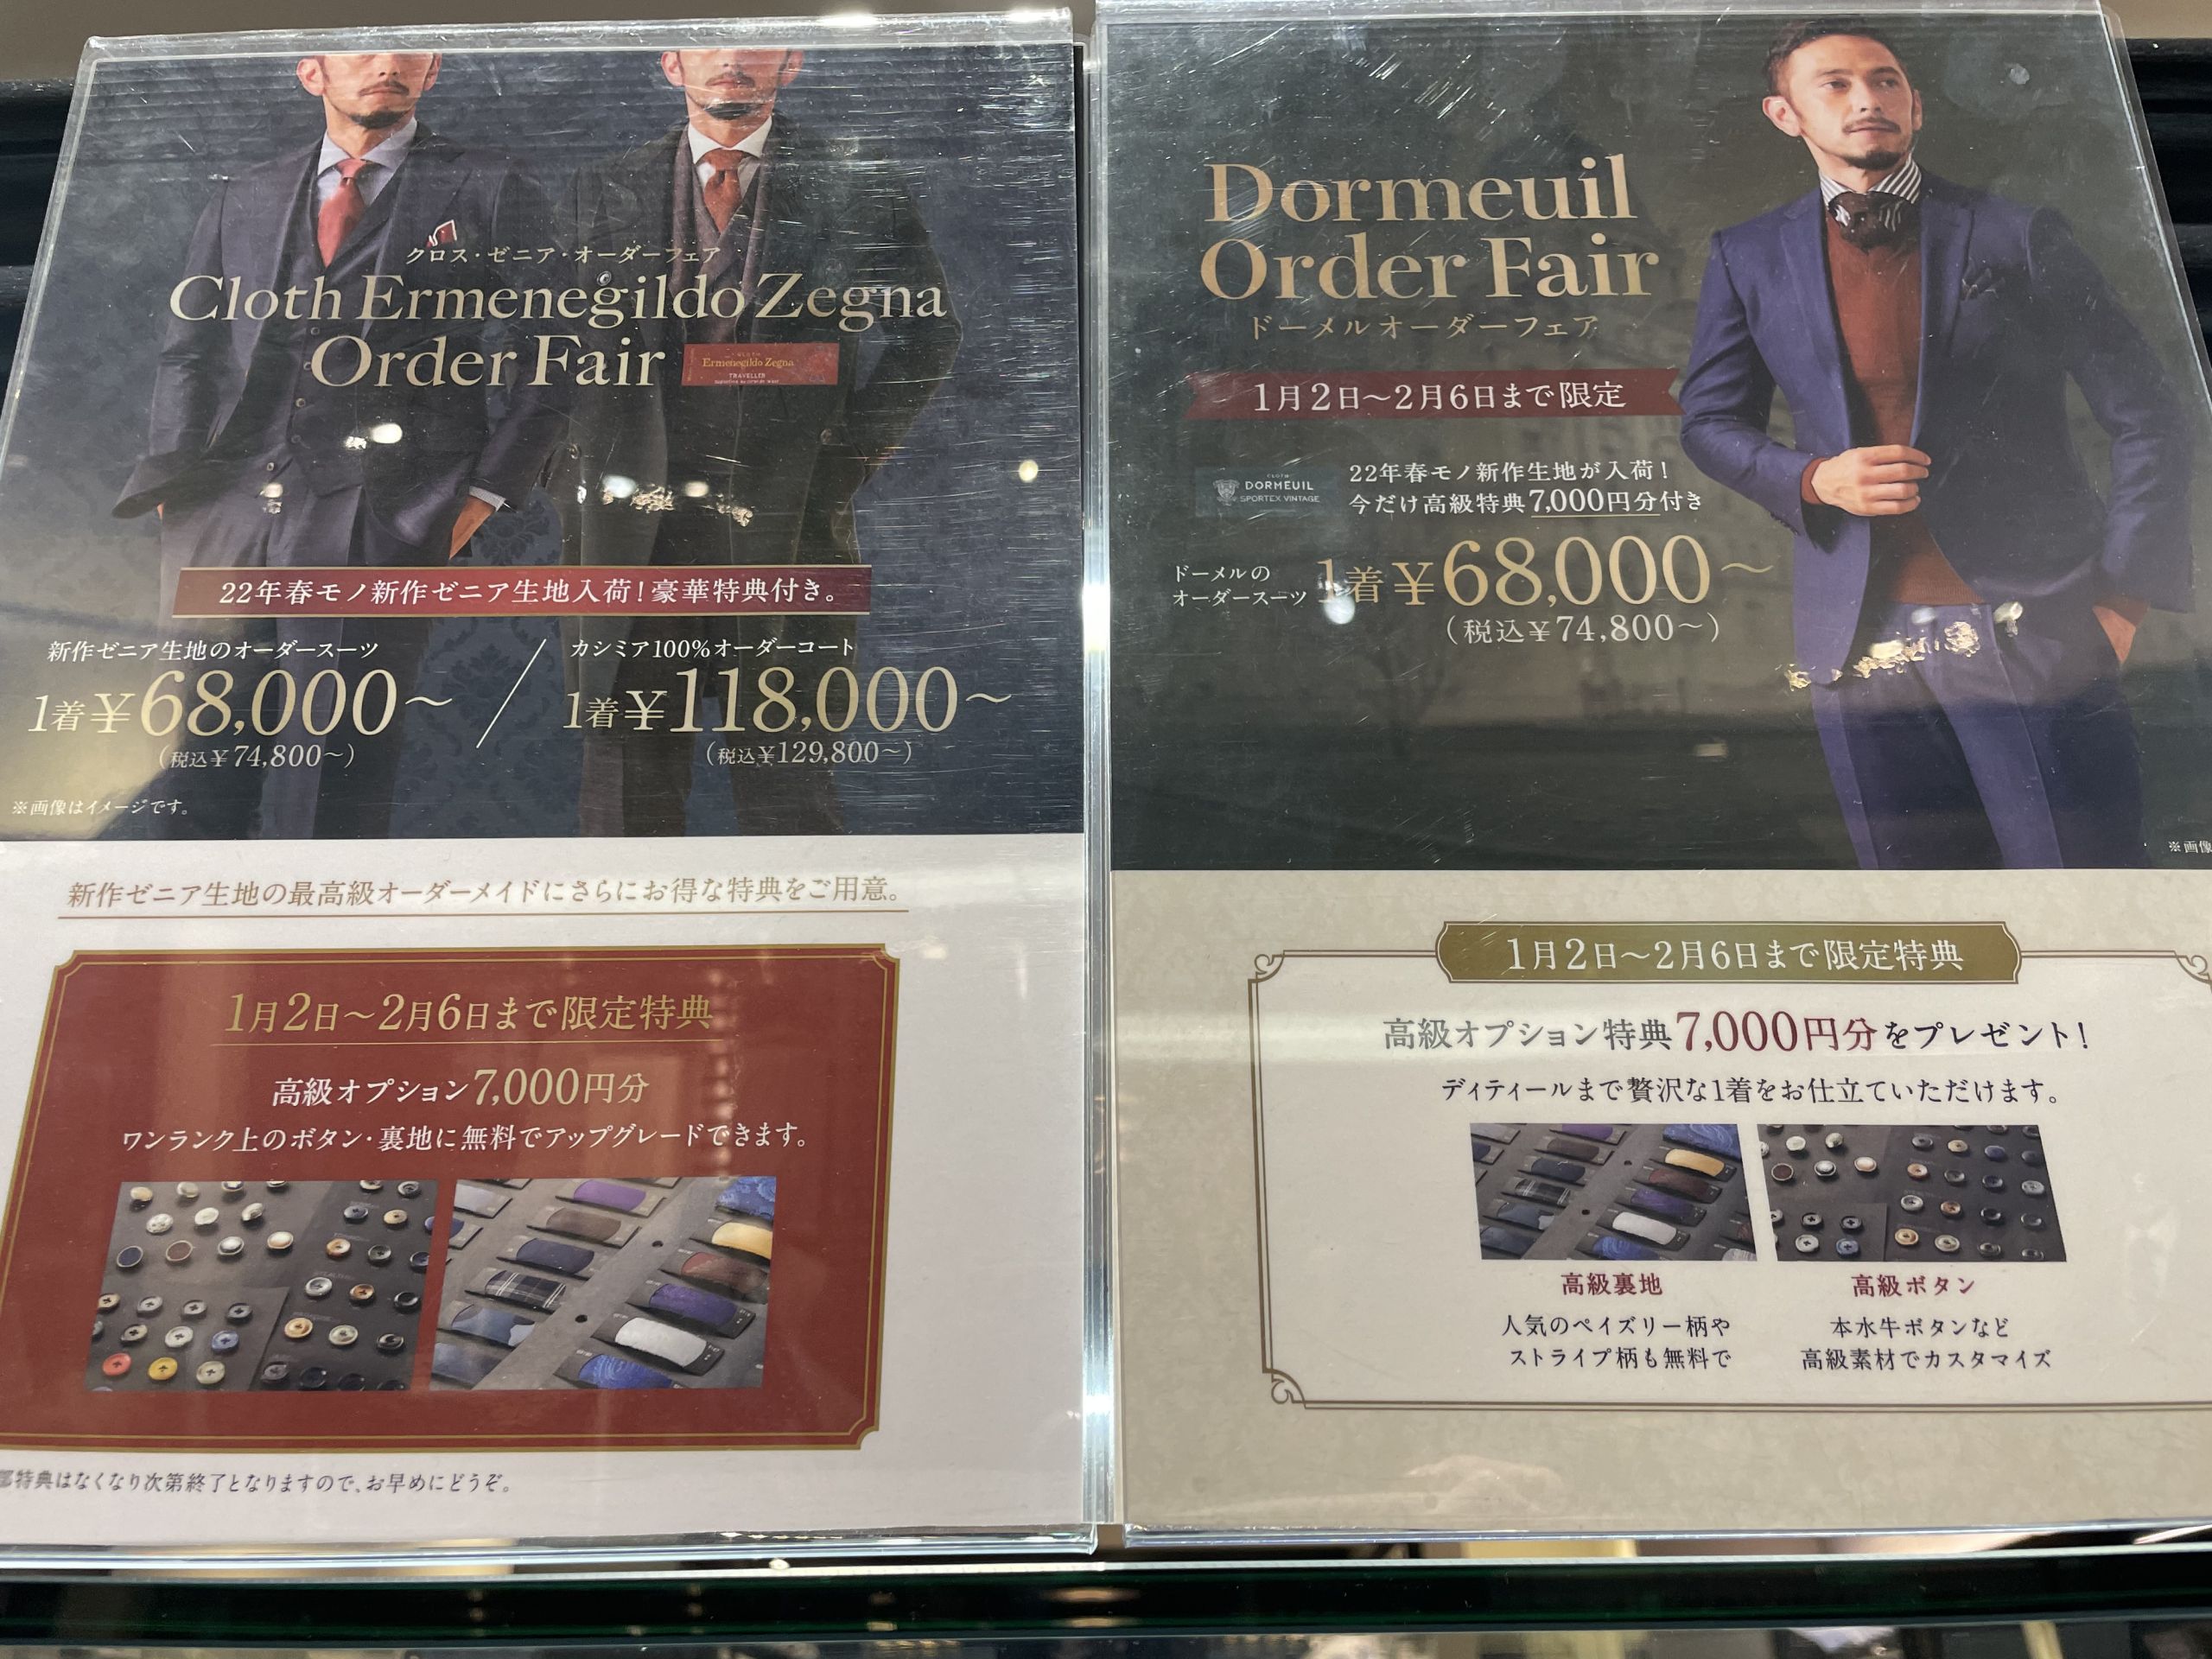 クロス・ゼニア・オーダーフェア
Cloth Ermenegildo Zegna
Order Fair
CLOTH
Ermenegildo Zegna
TRAVELLER
22年春モノ新作ゼニア生地入荷!豪華特典付き。
新作ゼニア生地のオーダースーツ
1着¥68,000〜
(税込¥74,800〜)
カシミア100%オーダーコート
1着¥118,000〜
(税込¥129,800〜)
※画像はイメージです。
新作ゼニア生地の最高級オーダーメイドにさらにお得な特典をご用意。
1月2日〜2月6日まで限定特典
高級オプション7,000円分
ワンランク上のボタン・裏地に無料でアップグレードできます。
部特典はなくなり次第終了となりますので、お早めにどうぞ。
Dormeuil
Order Fair
ドーメルオーダーフェア
1月2日〜2月6日まで限定
CLOTH
DORMEUIL
SPORTEX VINTAGE
22年春モノ新作生地が入荷!
今だけ高級特典7,000円分付き
ドーメルの
オーダースーツ
1着¥68,000〜
(税込¥74,800〜)
※画像
1月2日〜2月6日まで限定特典
高級オプション特典7,000円分をプレゼント!
ディティールまで贅沢な1着をお仕立ていただけます。
高級裏地
人気のペイズリー柄や
ストライプ柄も無料で
高級ボタン
本水牛ボタンなど
高級素材でカスタマイズ